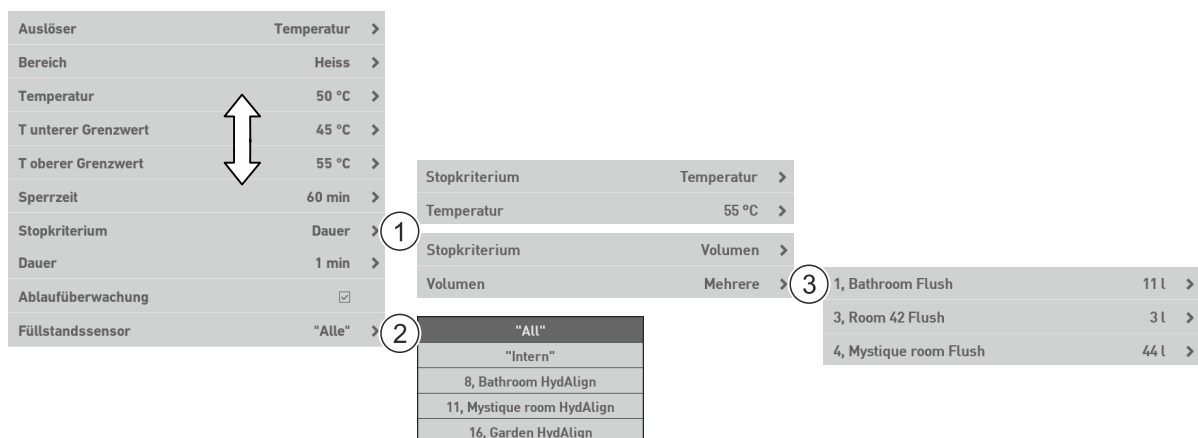 Auslöser Temperatur
Bereich Heiss
Temperatur 50 °C
T unterer Grenzwert 45 °C
T oberer Grenzwert 55 °C
Sperrzeit 60 min
Stopkriterium Dauer
Dauer 1 min
Ablaufüberwachung
Füllstandssensor "Alle"
1
Stopkriterium Temperatur
Temperatur 55 °C
Stopkriterium Volumen
Volumen Mehrere
2
"All"
"Intern"
8, Bathroom HydAlign
11, Mystique room HydAlign
16, Garden HydAlign
3
1, Bathroom Flush 11 l
3, Room 42 Flush 3 l
4, Mystique room Flush 44 l